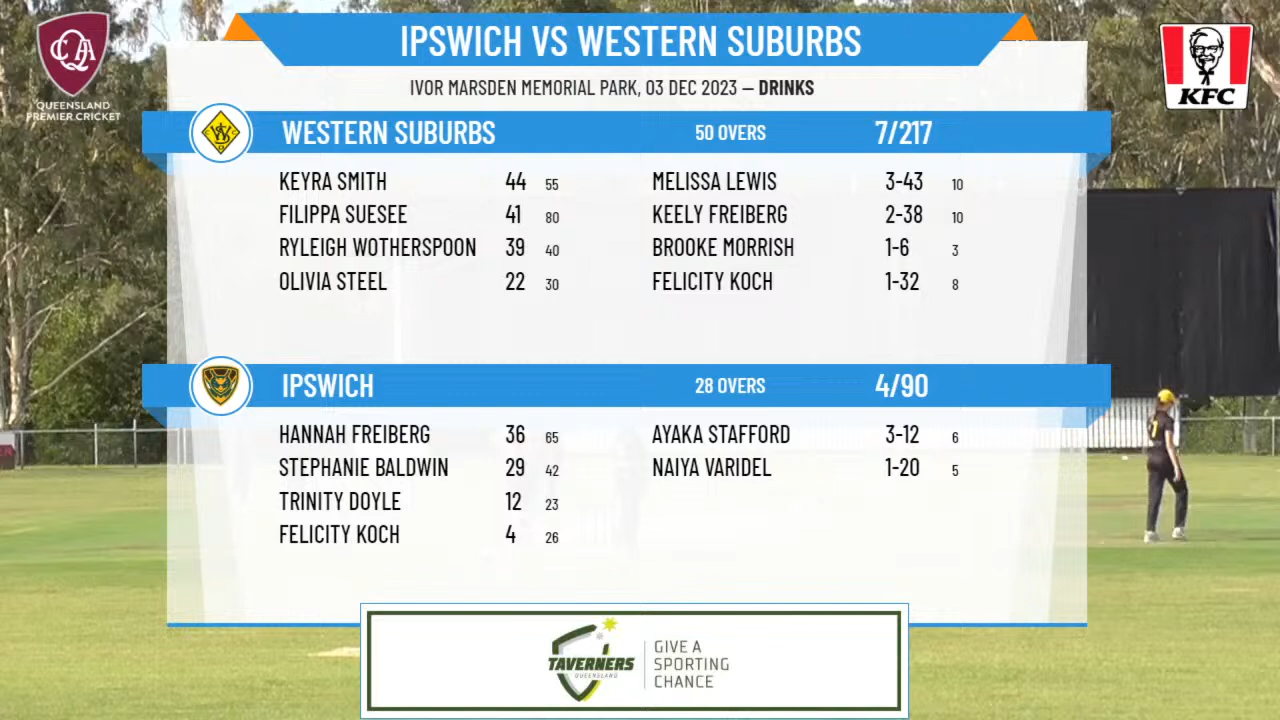 QUEENSLAND
PREMIER CRICKET
IPSWICH VS WESTERN SUBURBS
KFC
IVOR MARSDEN MEMORIAL PARK, 03 DEC 2023 – DRINKS
WESTERN SUBURBS 50 OVERS 7/217
KEYRA SMITH 44 55 MELISSA LEWIS 3-43 10
FILIPPA SUESEE 41 80 KEELY FREIBERG 2-38 10
RYLEIGH WOTHERSPOON 39 40 BROOKE MORRISH 1-6 3
OLIVIA STEEL 22 30 FELICITY KOCH 1-32 8
IPSWICH 28 OVERS 4/90
HANNAH FREIBERG 36 65 AYAKA STAFFORD 3-12 6
STEPHANIE BALDWIN 29 42 NAIYA VARIDEL 1-20 5
TRINITY DOYLE 12 23
FELICITY KOCH 4 26
TAVERNERS
QUEENSLAND
GIVE A
SPORTING
CHANCE